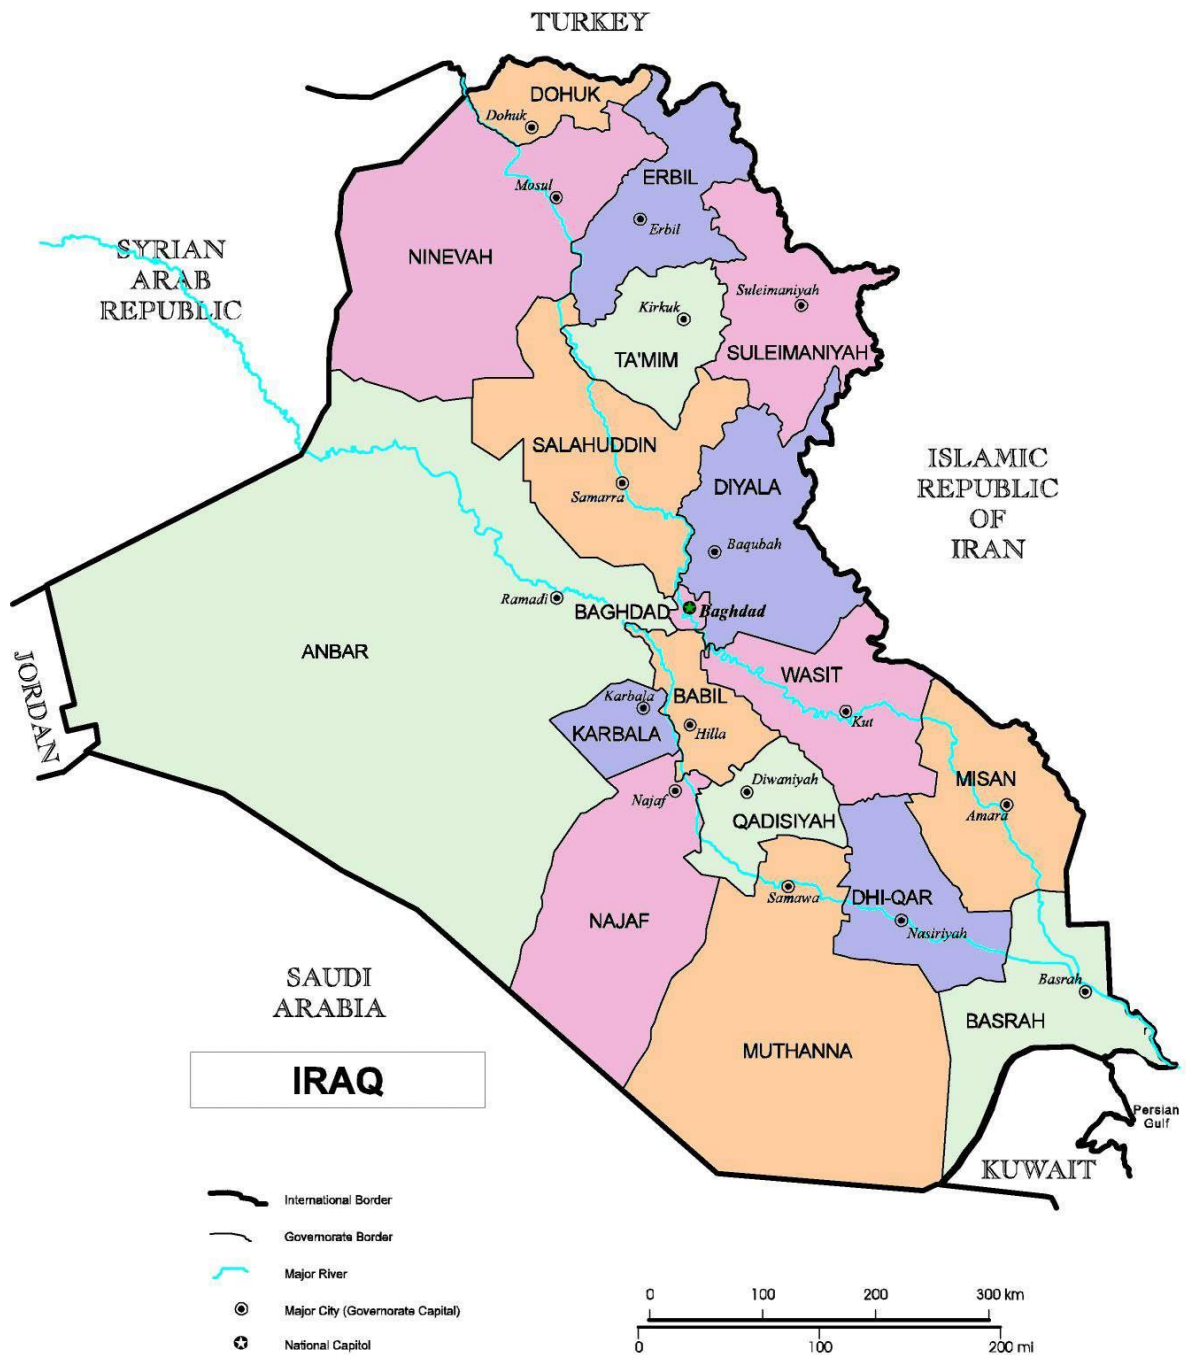 TURKEY
DOHUK
Dohuk
ERBIL
Mosul
Erbil
SYRIAN
ARAB
REPUBLIC
NINEVAH
Suleimaniyah
Kirkuk
TA'MIM
SULEIMANIYAH
SALAHUDDIN
ISLAMIC
REPUBLIC
OF
IRAN
DIYALA
Samarra
Baqubah
Ramadi
BAGHDAD
Baghdad
ANBAR
JORDAN
WASIT
Karbala
BABIL
Kut
KARBALA
Hilla
MISAN
Diwaniyah
Najaf
Amara
QADISIYAH
Samawa
DHI-QAR
NAJAF
Nasiriyah
SAUDI
ARABIA
Basrah
BASRAH
MUTHANNA
r
IRAQ
Persian
Gulf
KUWAIT
International Border
Governorate Border
Major River
Major City (Governorate Capital)
National Capitol
0 100 200 300 km
0 100 200 mi